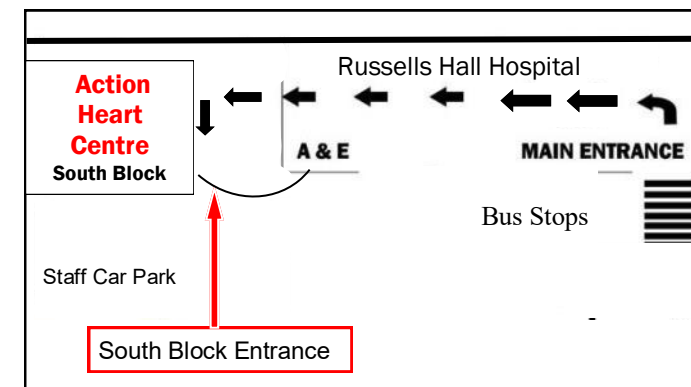 Russells Hall Hospital
Action
Heart
Centre
South Block
A & E
MAIN ENTRANCE
Bus Stops
Staff Car Park
South Block Entrance